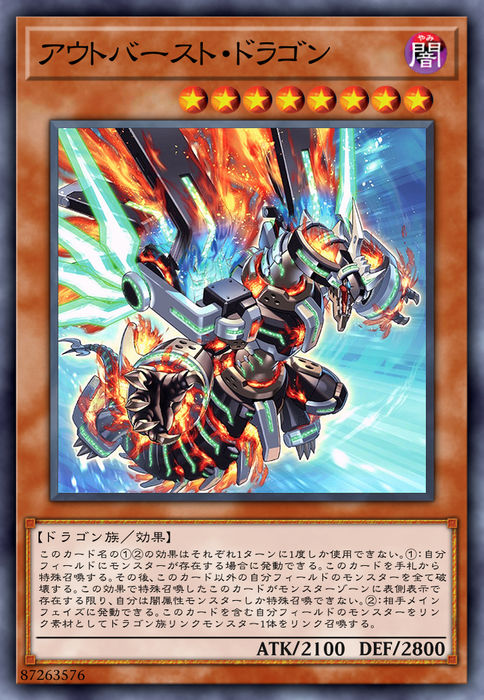 アウトバースト・ドラゴン
やみ
闇
【ドラゴン族／効果】
このカード名の①②の効果はそれぞれ1ターンに1度しか使用できない。①：自分
フィールドにモンスターが存在する場合に発動できる。このカードを手札から
特殊召喚する。その後、このカード以外の自分フィールドのモンスターを全て破
壊する。この効果で特殊召喚したこのカードがモンスターゾーンに表側表示で
存在する限り、自分は闇属性モンスターしか特殊召喚できない。②：相手メイン
フェイズに発動できる。このカードを含む自分フィールドのモンスターをリン
ク素材としてドラゴン族リンクモンスター1体をリンク召喚する。
ATK/2100 DEF/2800
87263576